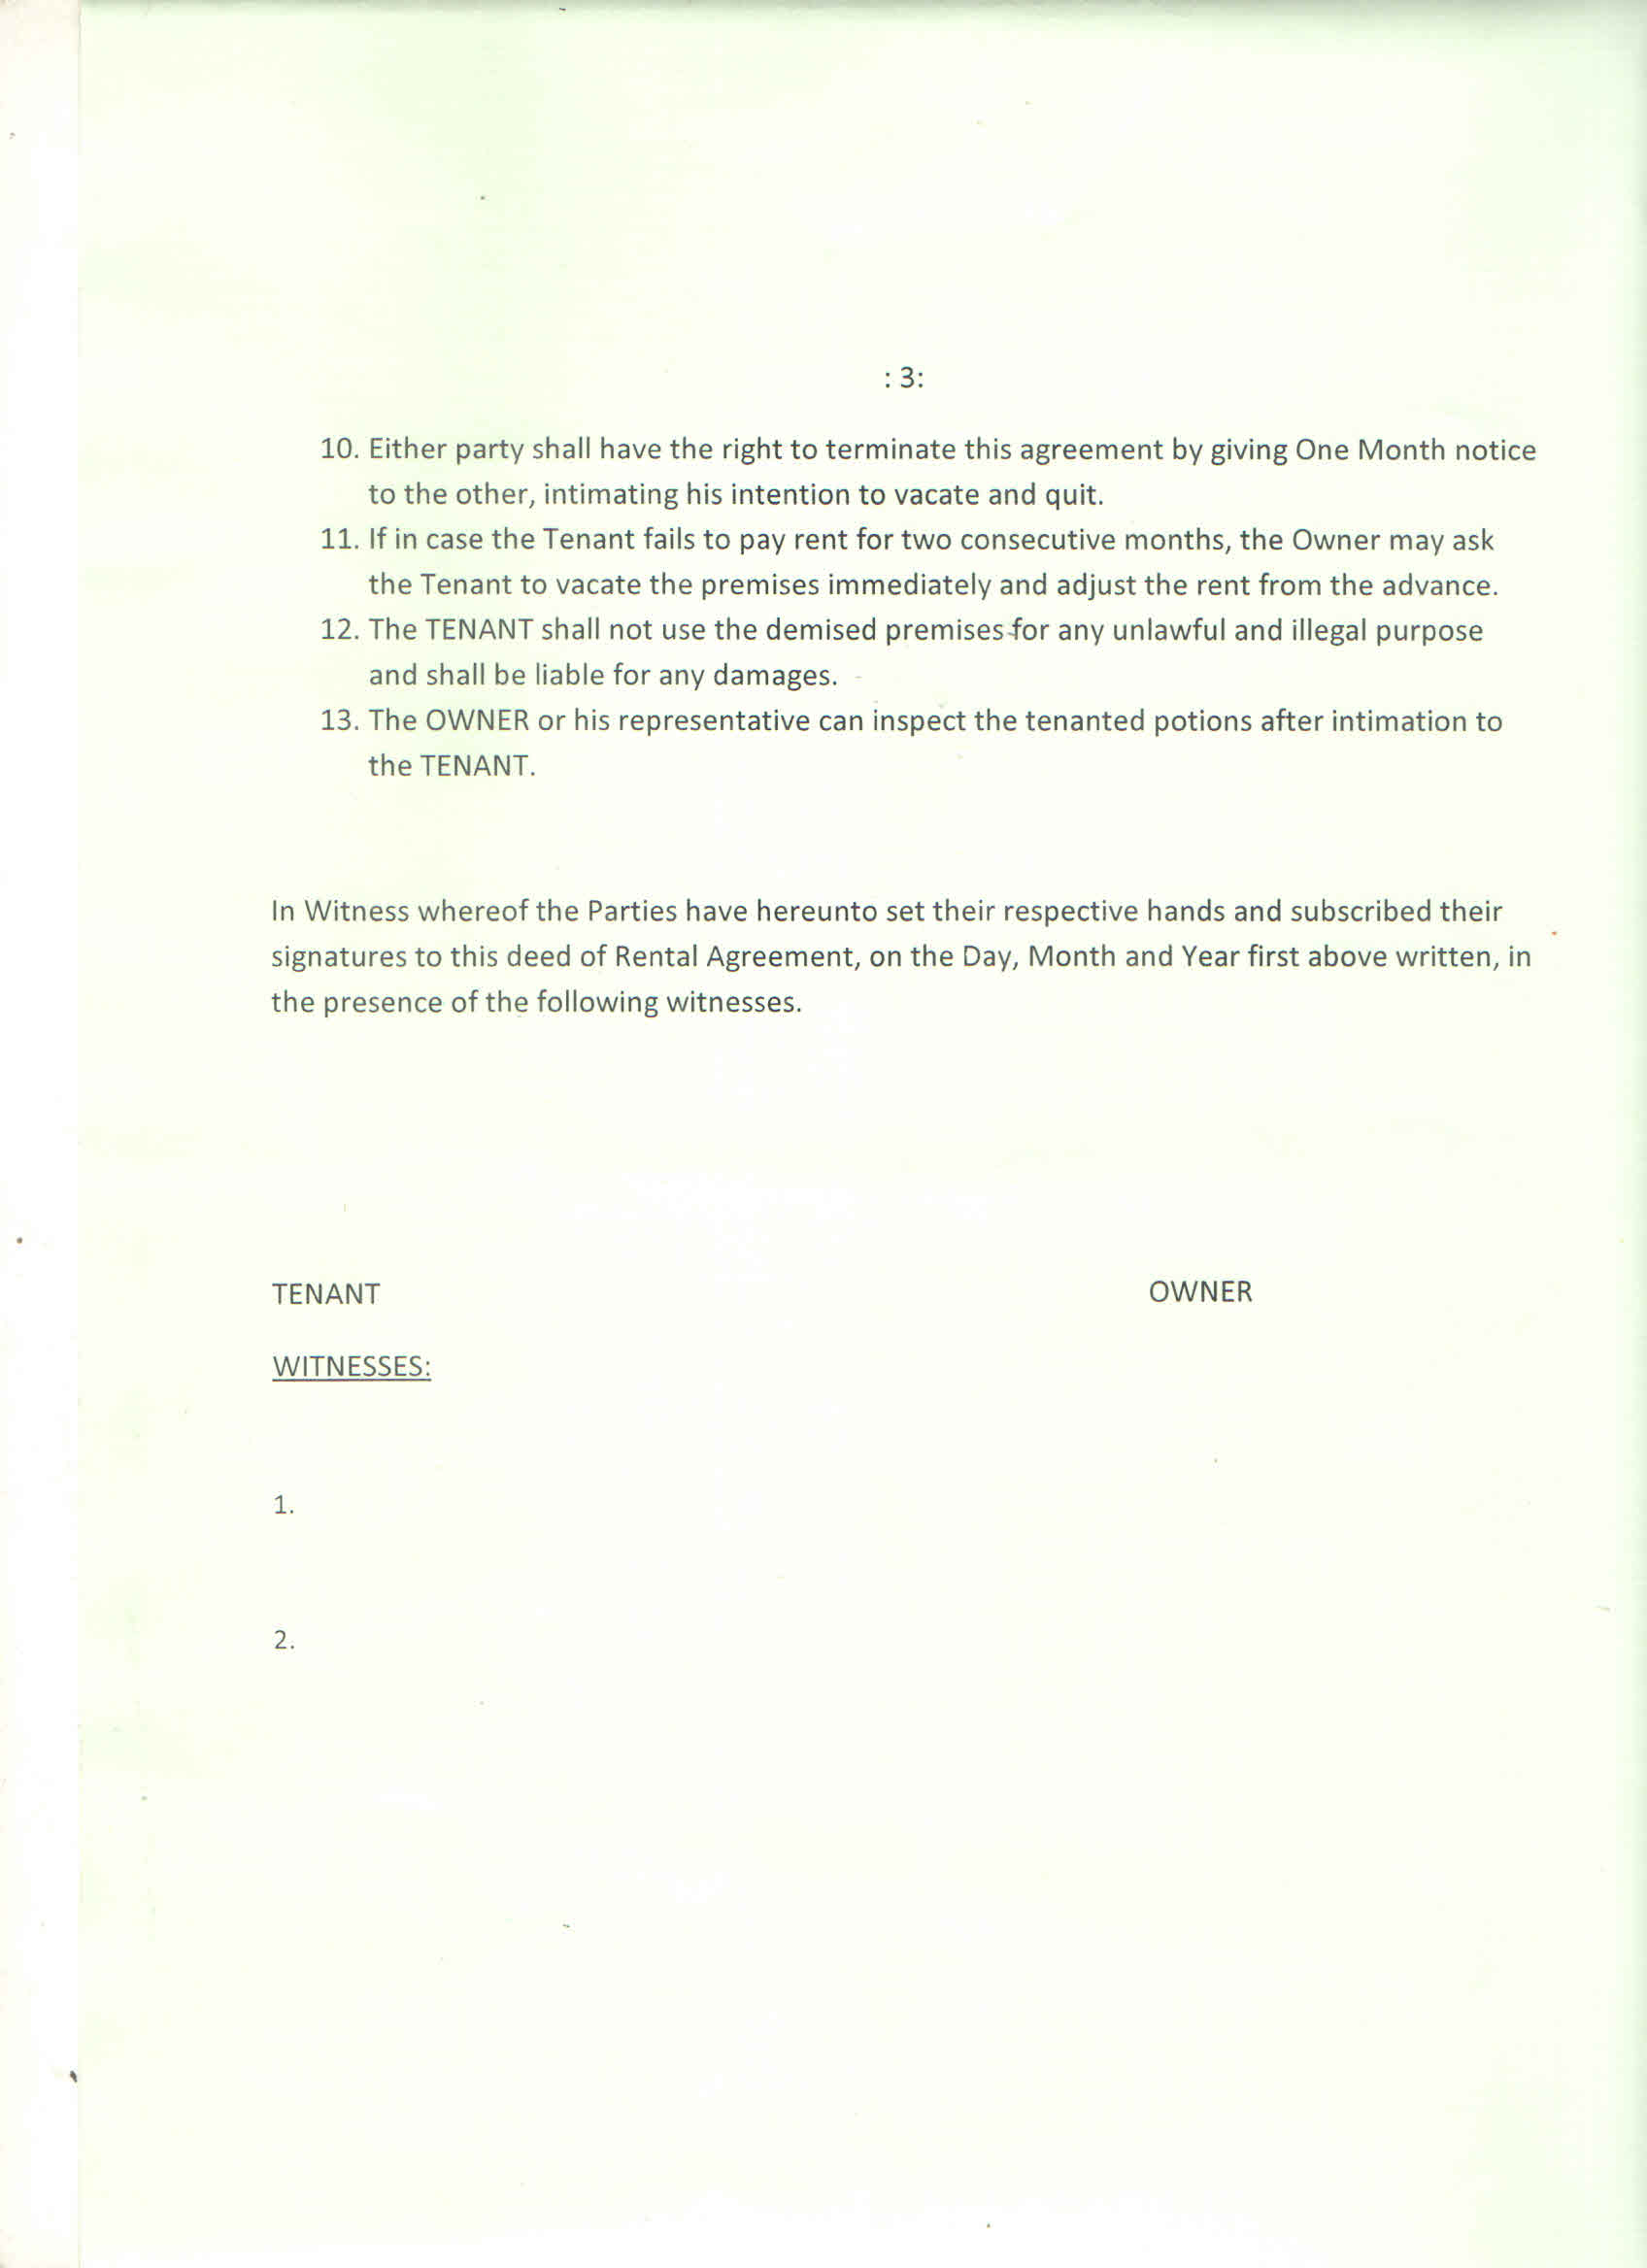 : 3:
10. Either party shall have the right to terminate this agreement by giving One Month notice
to the other, intimating his intention to vacate and quit.
11. If in case the Tenant fails to pay rent for two consecutive months, the Owner may ask
the Tenant to vacate the premises immediately and adjust the rent from the advance.
12. The TENANT shall not use the demised premises for any unlawful and illegal purpose
and shall be liable for any damages.
13. The OWNER or his representative can inspect the tenanted potions after intimation to
the TENANT.
In Witness whereof the Parties have hereunto set their respective hands and subscribed their
signatures to this deed of Rental Agreement, on the Day, Month and Year first above written, in
the presence of the following witnesses.
TENANT OWNER
WITNESSES:
1.
2.